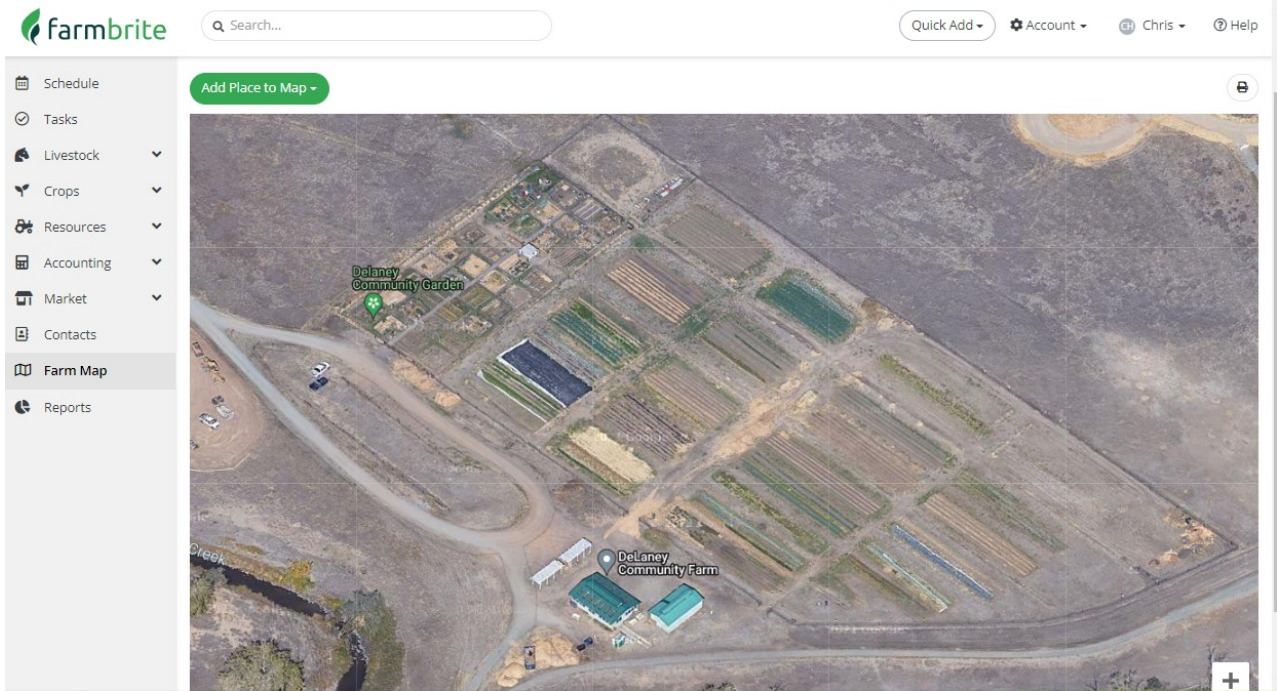 farmbrite
Search...
Quick Add
Account
CH
Chris
Help
Schedule
Tasks
Livestock
Crops
Resources
Accounting
Market
Contacts
Farm Map
Reports
Add Place to Map
Delaney
Community Garden
DeLaney
Community Farm
Creek